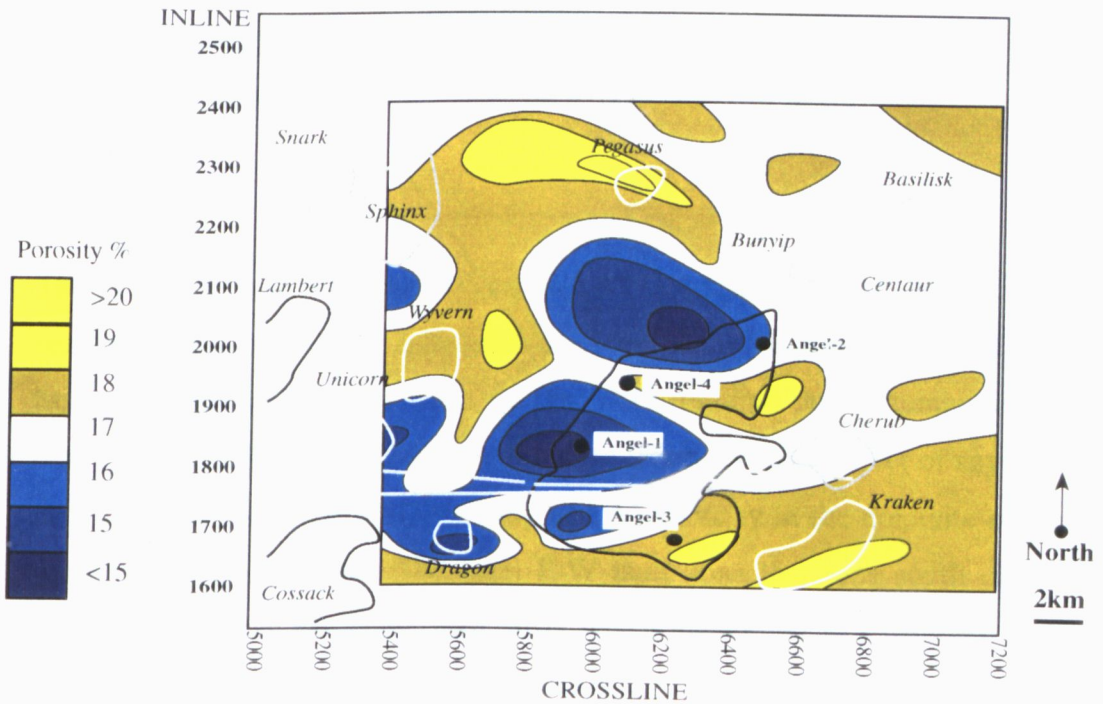 INLINE
2500
2400
2300
2200
2100
2000
1900
1800
1700
1600
Snark
Pegasus
Basilisk
Sphinx
Bunyip
Lambert
Centaur
Wyvern
Angel-2
Unicorn
Angel-4
Cherub
Angel-1
Kraken
Angel-3
Dragon
Cossack
Porosity %
>20
19
18
17
16
15
<15
North
2km
5000
5200
5400
5600
5800
6000
6200
6400
6600
6800
7000
7200
CROSSLINE